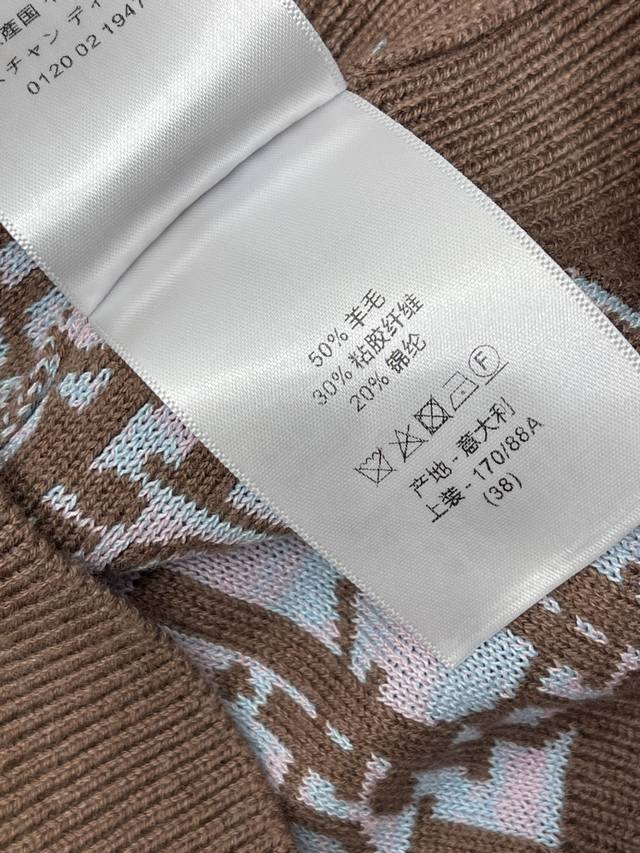 産国
スチャン ディ
0120 02 1947
50% 羊毛
30% 粘胶纤维
20% 锦纶
F
产地 - 意大利
上装 - 170/88A
(38)